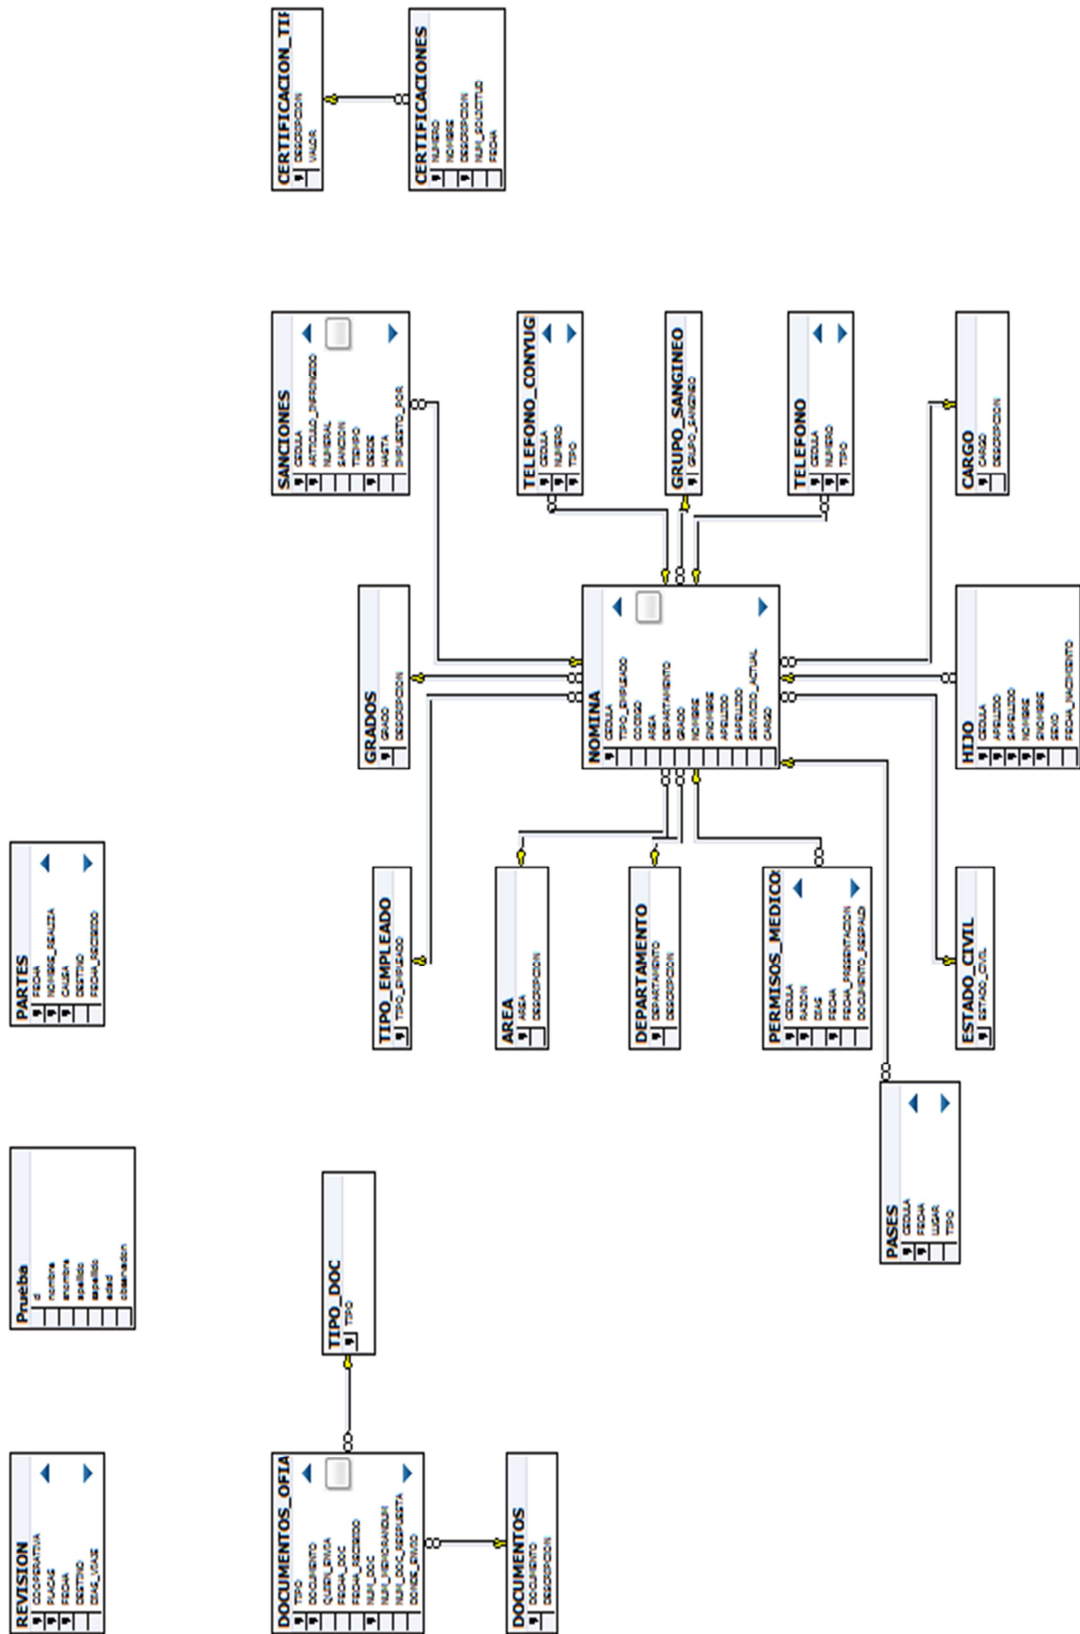 REVISION
COOPERATIVA
PLACAS
FECHA
DESTINO
DIAS_VIAJE
Prueba
id
nombre
snombre
apellido
sapellido
edad
observacion
PARTES
FECHA
NOMBRE_REALIZA
CAUSA
DESTINO
FECHA_RECIBIDO
DOCUMENTOS_OFIA
TIPO
DOCUMENTO
QUIEN_ENVIA
FECHA_DOC
FECHA_RECIBIDO
NUM_DOC
NUM_MEMORANDUM
NUM_DOC_RESPUESTA
DONDE_ENVIO
TIPO_DOC
TIPO
DOCUMENTOS
DOCUMENTO
DESCRIPCION
SANCIONES
CEDULA
ARTICULO_INFRINGIDO
NUMERAL
SANCION
TIEMPO
DESDE
HASTA
IMPUESTO_POR
CERTIFICACION_TIP
DESCRIPCION
VALOR
CERTIFICACIONES
NUMERO
NOMBRE
DESCRIPCION
NUM_SOLICITUD
FECHA
TIPO_EMPLEADO
TIPO_EMPLEADO
GRADOS
GRADO
DESCRIPCION
AREA
AREA
DESCRIPCION
TELEFONO_CONYUG
CEDULA
NUMERO
TIPO
NOMINA
CEDULA
TIPO_EMPLEADO
CODIGO
AREA
DEPARTAMENTO
GRADO
NOMBRE
SNOMBRE
APELLIDO
SAPELLIDO
SERVICIO_ACTUAL
CARGO
DEPARTAMENTO
DEPARTAMENTO
DESCRIPCION
GRUPO_SANGINEO
GRUPO_SANGINEO
PERMISOS_MEDICO
CEDULA
RAZON
DIAS
FECHA
FECHA_PRESENTACION
DOCUMENTO_RESPALD
TELEFONO
CEDULA
NUMERO
TIPO
PASES
CEDULA
FECHA
LUGAR
TIPO
ESTADO_CIVIL
ESTADO_CIVIL
HIJO
CEDULA
APELLIDO
SAPELLIDO
NOMBRE
SNOMBRE
SEXO
FECHA_NACIMIENTO
CARGO
CARGO
DESCRIPCION